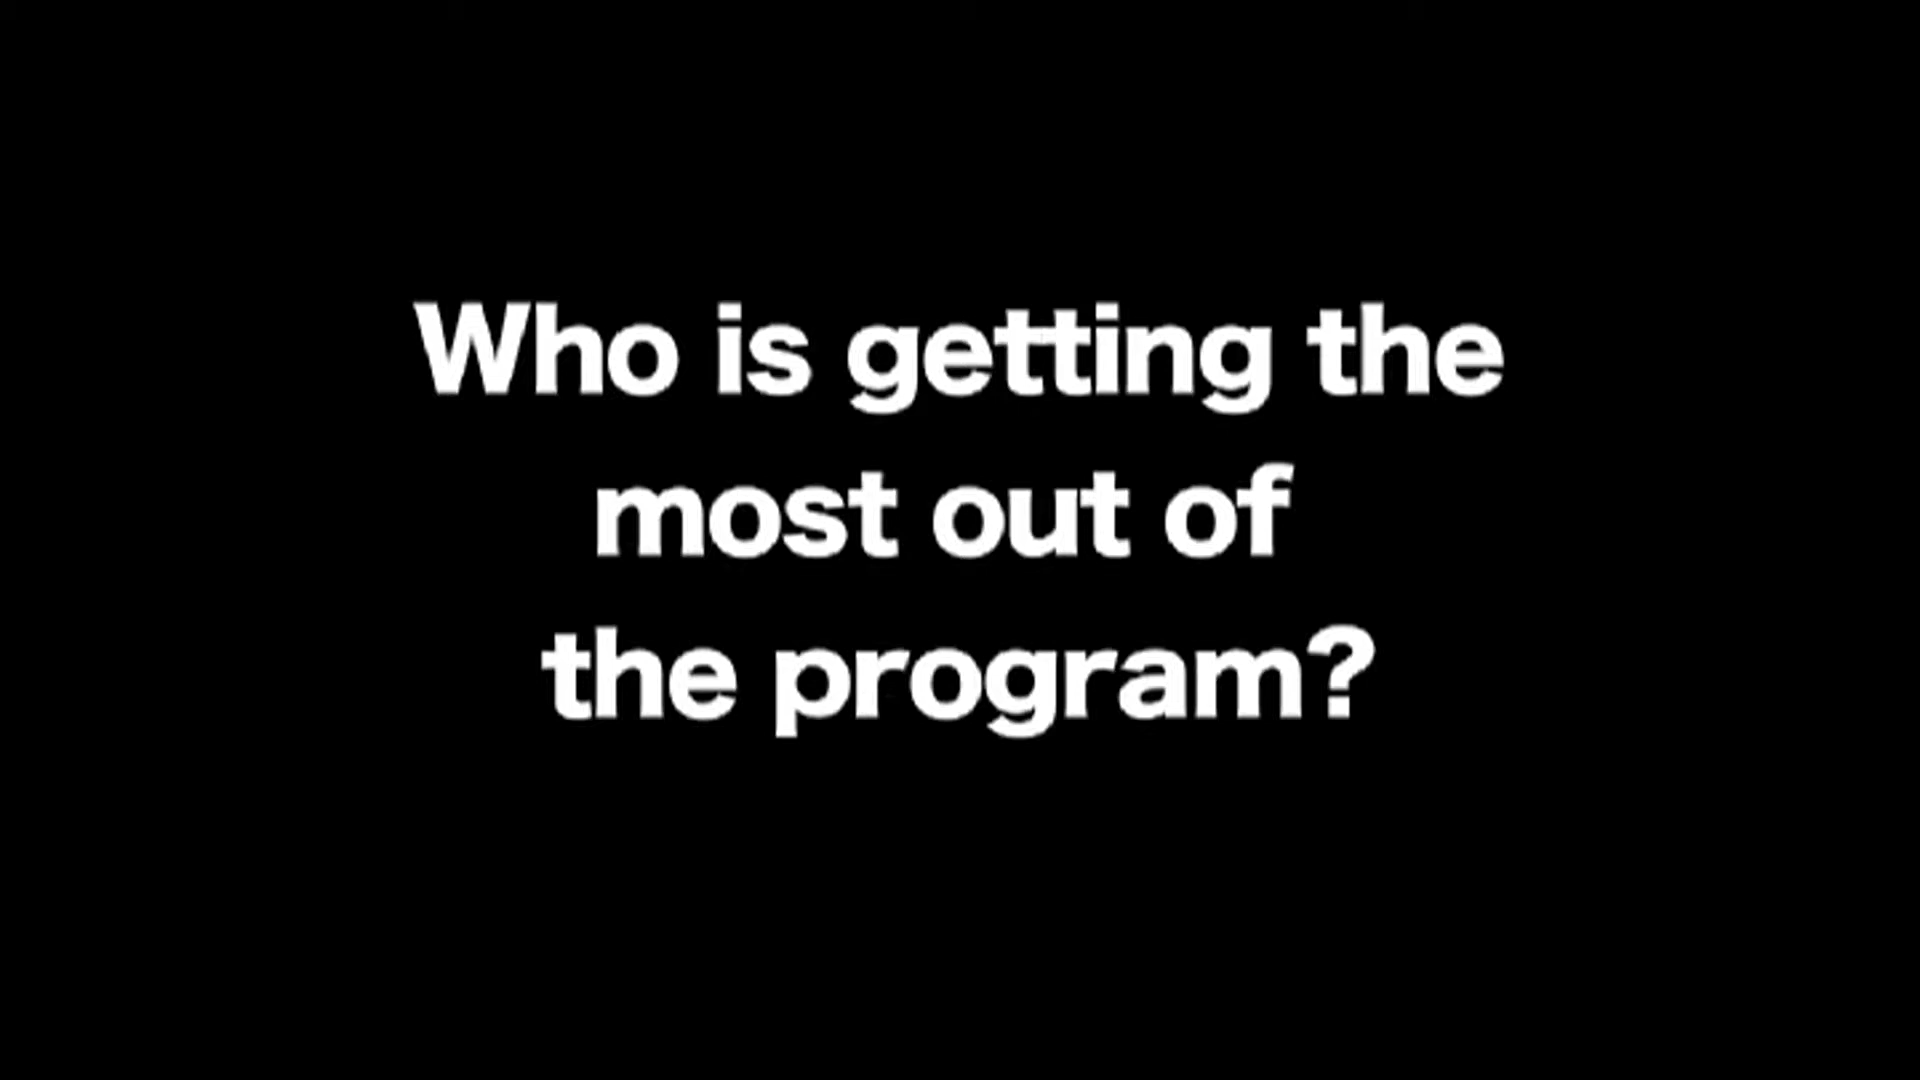 Who is getting the
most out of
the program?